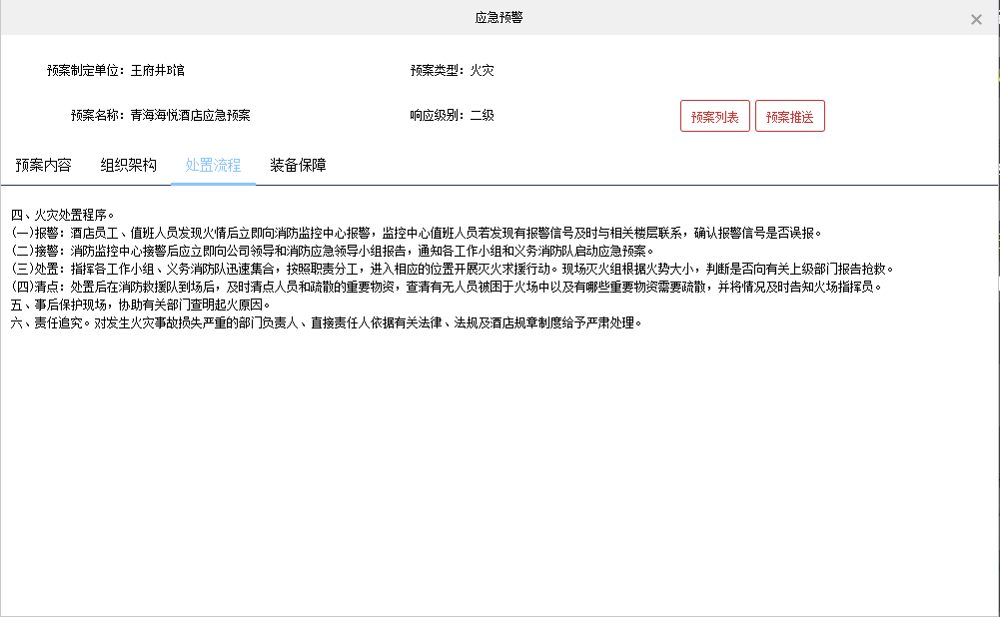 应急预警
预案制定单位：王府井B馆
预案类型：火灾
预案名称：青海海悦酒店应急预案
响应级别：二级
预案列表
预案推送
预案内容
组织架构
处置流程
装备保障
四、火灾处置程序。
(一)报警：酒店员工、值班人员发现火情后立即向消防监控中心报警，监控中心值班人员若发现有报警信号及时与相关楼层联系，确认报警信号是否误报。
(二)接警：消防监控中心接警后应立即向公司领导和消防应急领导小组报告，通知各工作小组和义务消防队启动应急预案。
(三)处置：指挥各工作小组、义务消防队迅速集合，按照职责分工，进入相应的位置开展灭火求援行动。现场灭火组根据火势大小，判断是否向有关上级部门报告抢救。
(四)清点：处置后在消防救援队到场后，及时清点人员和疏散的重要物资，查清有无人员被困于火场中以及有哪些重要物资需要疏散，并将情况及时告知火场指挥员。
五、事后保护现场，协助有关部门查明起火原因。
六、责任追究。对发生火灾事故损失严重的部门负责人、直接责任人依据有关法律、法规及酒店规章制度给予严肃处理。